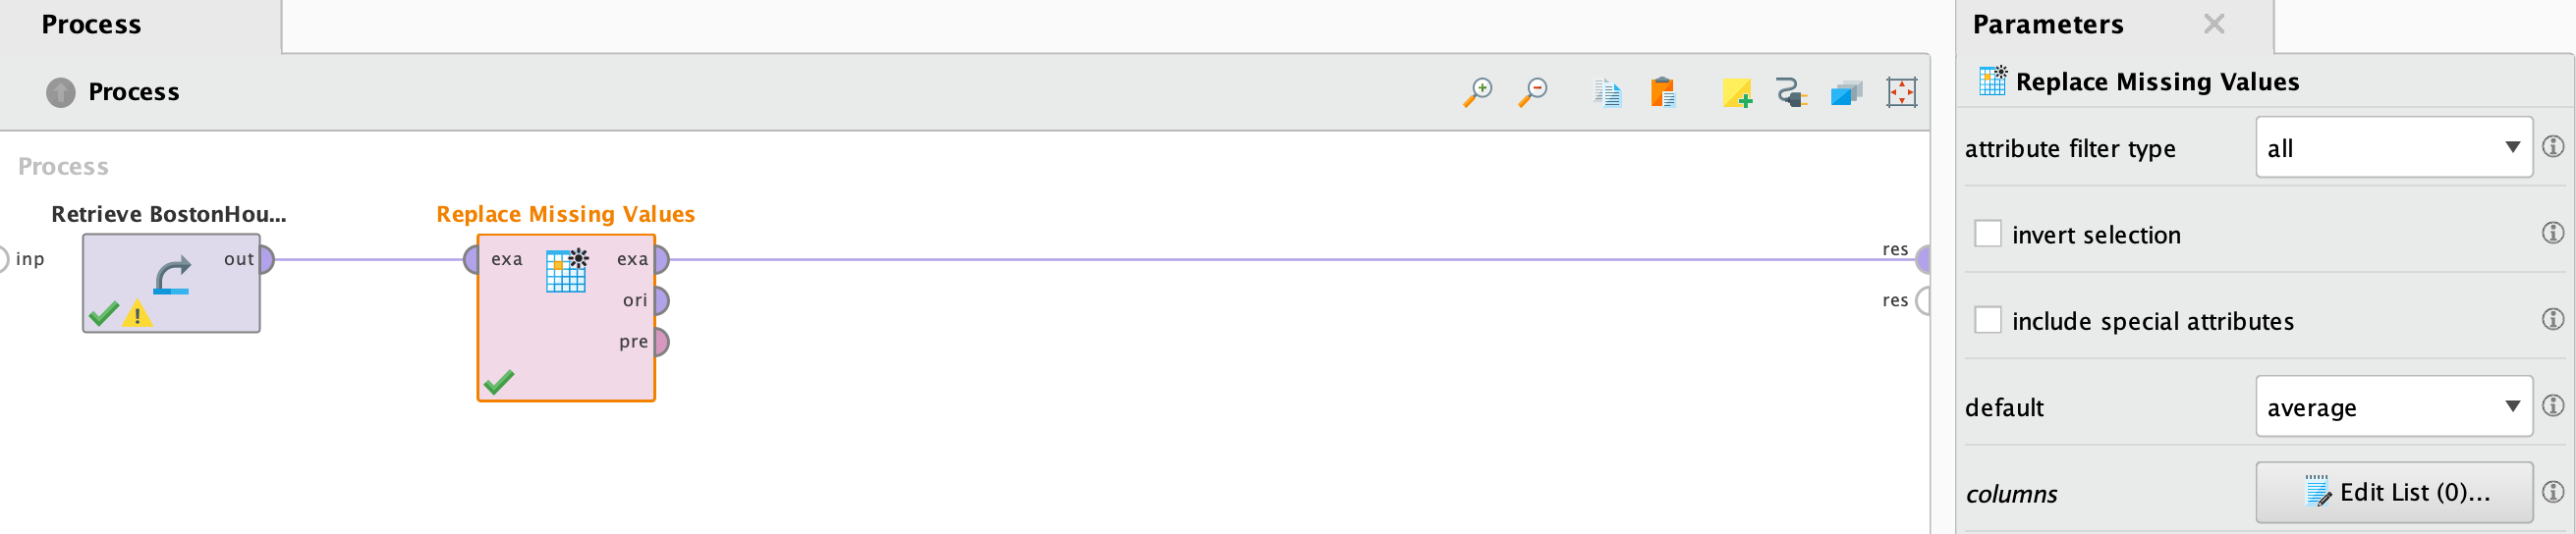 Process
Process
Process
Retrieve BostonHou...
inp
out
Replace Missing Values
exa
exa
ori
pre
res
res
Parameters
Replace Missing Values
attribute filter type
all
invert selection
include special attributes
default
average
columns
Edit List (0)...